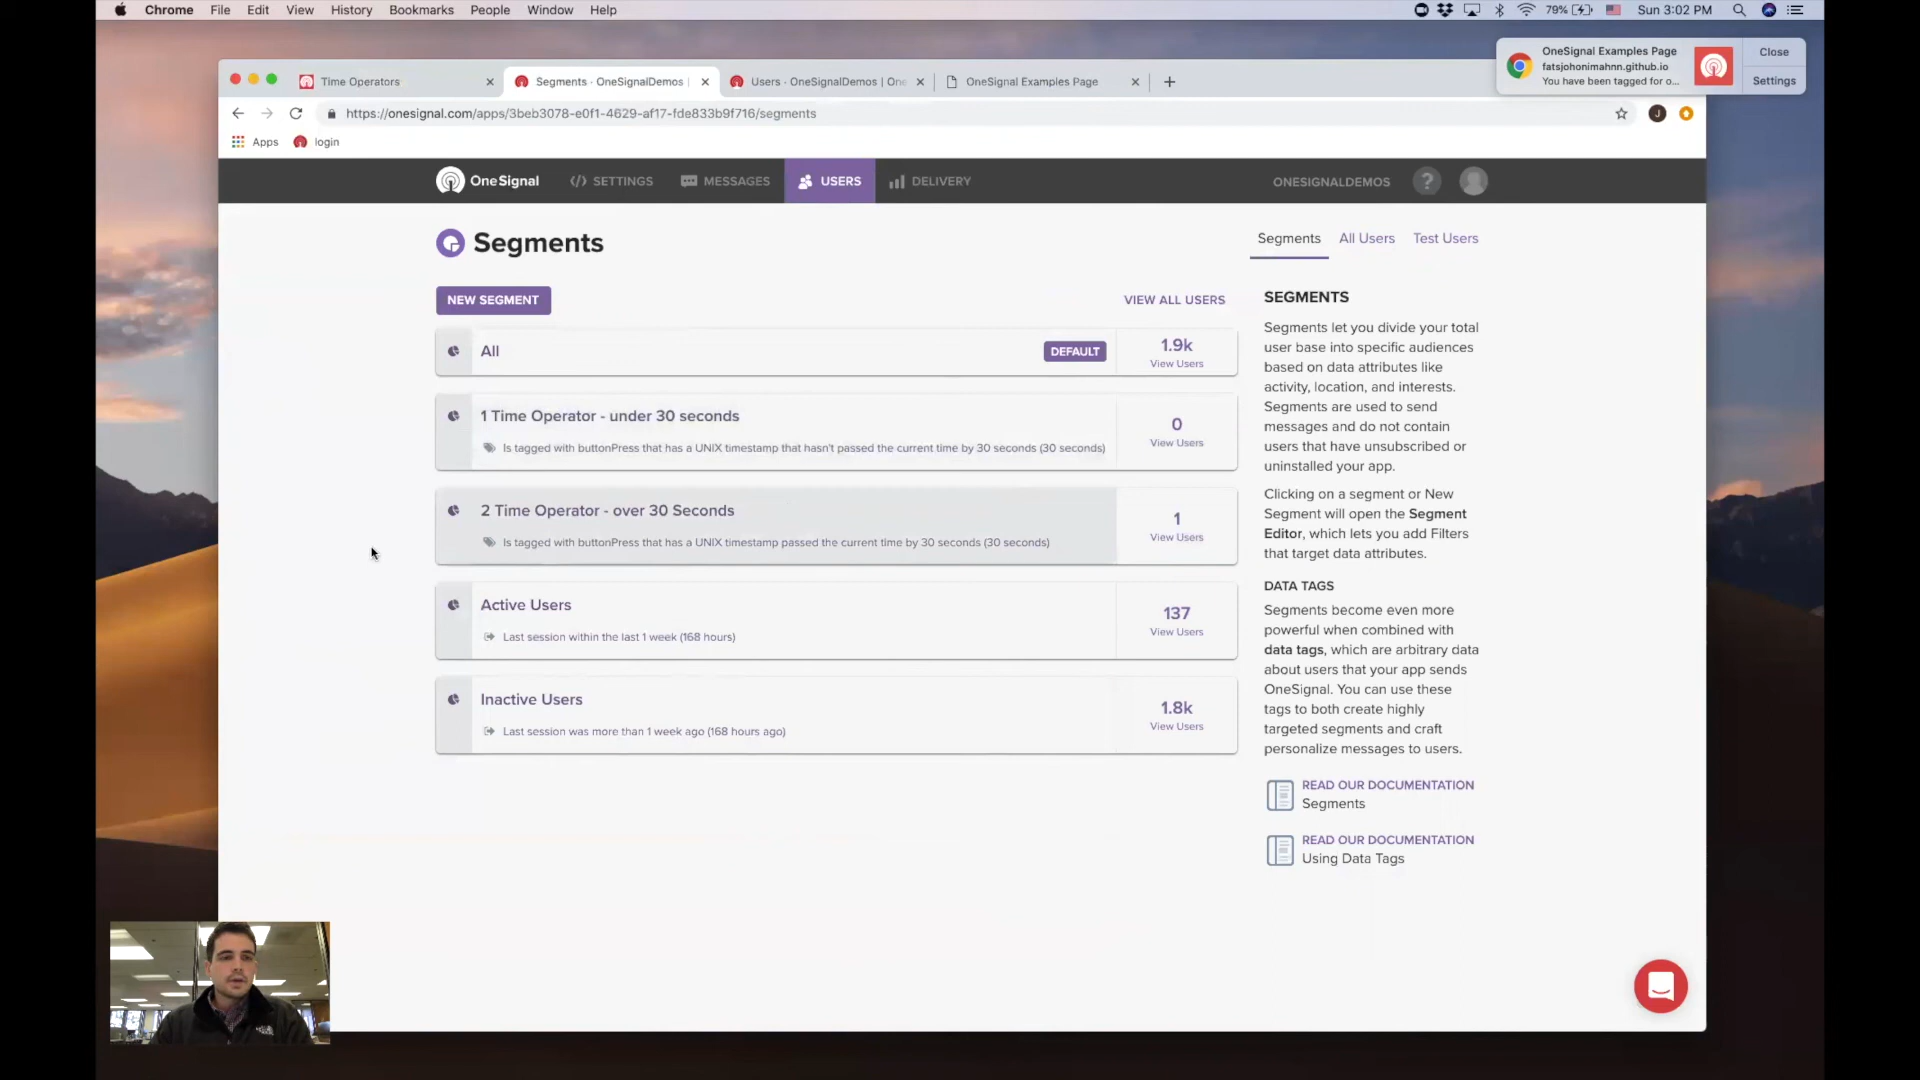 Chrome File Edit View History Bookmarks People Window Help
79% Sun 3:02 PM
OneSignal Examples Page
fatsjohonimahnn.github.io
You have been tagged for o...
Close
Settings
Time Operators
Segments · OneSignalDemos |
Users · OneSignalDemos | One
OneSignal Examples Page
https://onesignal.com/apps/3beb3078-e0f1-4629-af17-fde833b9f716/segments
J
Apps login
OneSignal </> SETTINGS MESSAGES USERS DELIVERY ONESIGNALDEMOS ?
Segments
Segments All Users Test Users
NEW SEGMENT
VIEW ALL USERS
All
DEFAULT
1.9k
View Users
1 Time Operator - under 30 seconds
Is tagged with buttonPress that has a UNIX timestamp that hasn't passed the current time by 30 seconds (30 seconds)
0
View Users
2 Time Operator - over 30 Seconds
Is tagged with buttonPress that has a UNIX timestamp passed the current time by 30 seconds (30 seconds)
1
View Users
Active Users
Last session within the last 1 week (168 hours)
137
View Users
Inactive Users
Last session was more than 1 week ago (168 hours ago)
1.8k
View Users
SEGMENTS
Segments let you divide your total
user base into specific audiences
based on data attributes like
activity, location, and interests.
Segments are used to send
messages and do not contain
users that have unsubscribed or
uninstalled your app.
Clicking on a segment or New
Segment will open the Segment
Editor, which lets you add Filters
that target data attributes.
DATA TAGS
Segments become even more
powerful when combined with
data tags, which are arbitrary data
about users that your app sends
OneSignal. You can use these
tags to both create highly
targeted segments and craft
personalize messages to users.
READ OUR DOCUMENTATION
Segments
READ OUR DOCUMENTATION
Using Data Tags